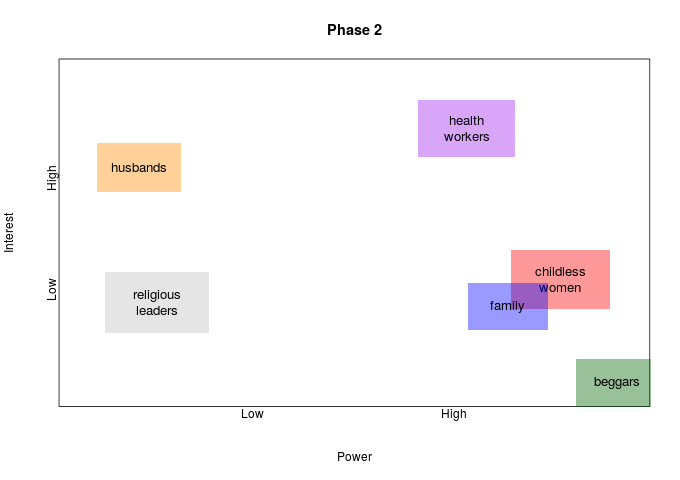 Phase 2
health
workers
husbands
High
Interest
childless
women
religious
leaders
Low
family
beggars
Low
High
Power